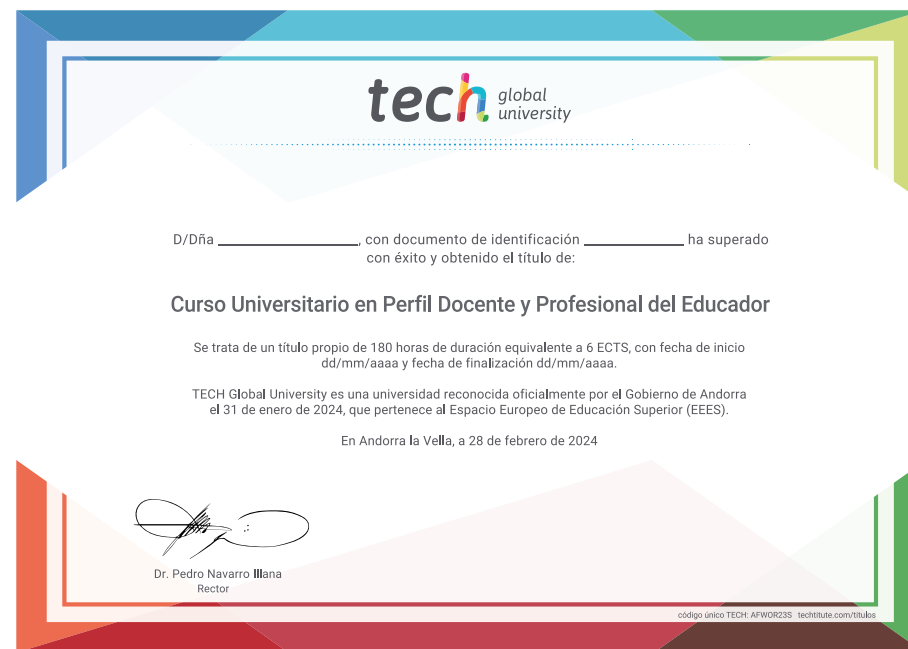 tech global university
D/Dña ____________________, con documento de identificación ______________ ha superado
con éxito y obtenido el título de:
Curso Universitario en Perfil Docente y Profesional del Educador
Se trata de un título propio de 180 horas de duración equivalente a 6 ECTS, con fecha de inicio
dd/mm/aaaa y fecha de finalización dd/mm/aaaa.
TECH Global University es una universidad reconocida oficialmente por el Gobierno de Andorra
el 31 de enero de 2024, que pertenece al Espacio Europeo de Educación Superior (EEES).
En Andorra la Vella, a 28 de febrero de 2024
Dr. Pedro Navarro Illana
Rector
código único TECH: AFWOR23S techtitute.com/titulos